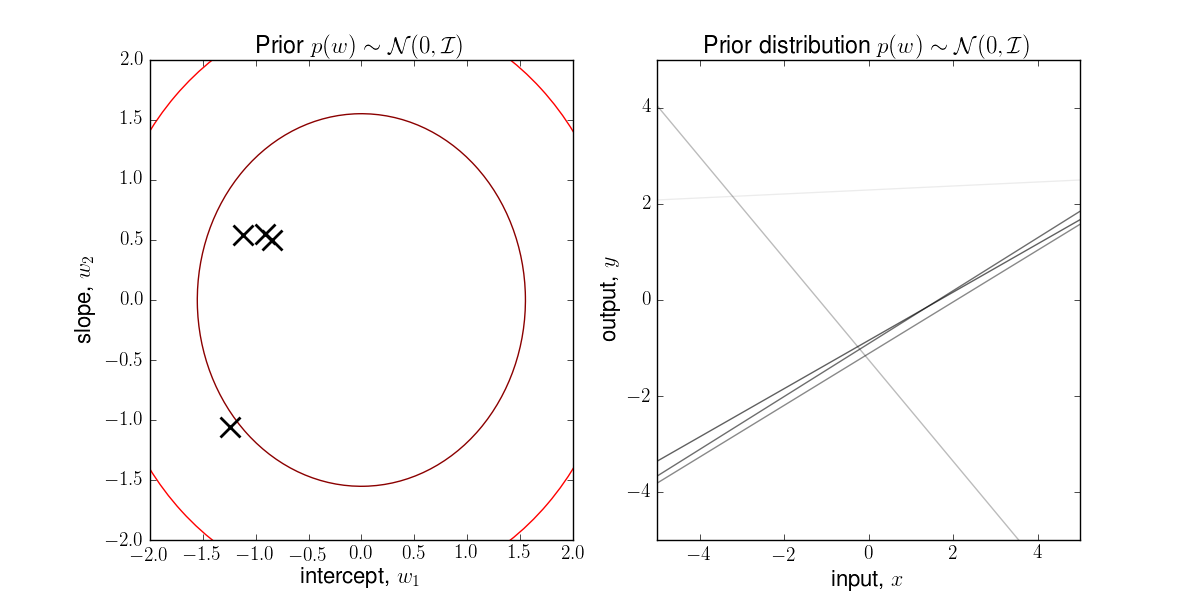 Prior p(w) ∼ 𝒩(0, ℐ)
2.0
1.5
1.0
0.5
0.0
−0.5
−1.0
−1.5
−2.0
slope, w₂
−2.0 −1.5 −1.0 −0.5 0.0 0.5 1.0 1.5 2.0
intercept, w₁
Prior distribution p(w) ∼ 𝒩(0, ℐ)
4
2
0
−2
−4
output, y
−4 −2 0 2 4
input, x